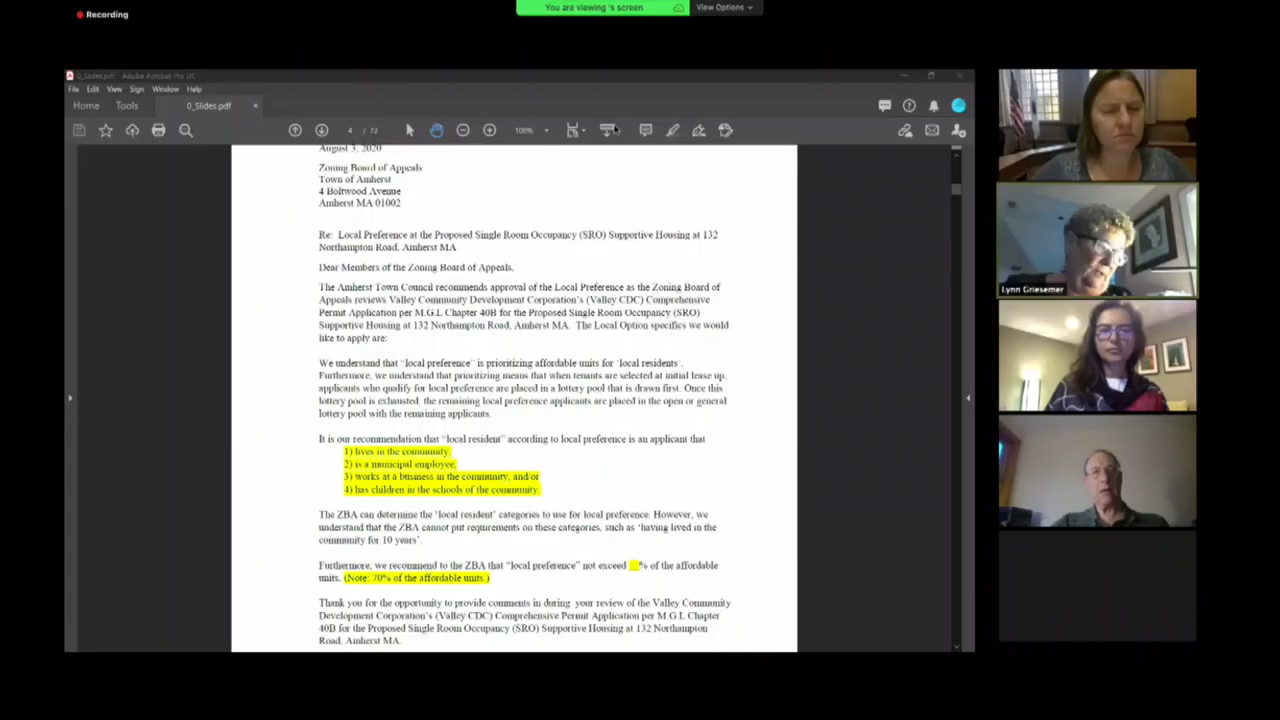 Recording
You are viewing 's screen
View Options
0_Slides.pdf - Adobe Acrobat Pro DC
File Edit View Sign Window Help
Home Tools 0_Slides.pdf ×
4 / 72 100%
August 3, 2020
Zoning Board of Appeals
Town of Amherst
4 Boltwood Avenue
Amherst MA 01002
Re: Local Preference at the Proposed Single Room Occupancy (SRO) Supportive Housing at 132
Northampton Road, Amherst MA
Dear Members of the Zoning Board of Appeals,
The Amherst Town Council recommends approval of the Local Preference as the Zoning Board of
Appeals reviews Valley Community Development Corporation's (Valley CDC) Comprehensive
Permit Application per M.G.L Chapter 40B for the Proposed Single Room Occupancy (SRO)
Supportive Housing at 132 Northampton Road, Amherst MA. The Local Option specifics we would
like to apply are:
We understand that "local preference" is prioritizing affordable units for 'local residents'.
Furthermore, we understand that prioritizing means that when tenants are selected at initial lease up,
applicants who qualify for local preference are placed in a lottery pool that is drawn first. Once this
lottery pool is exhausted, the remaining local preference applicants are placed in the open or general
lottery pool with the remaining applicants.
It is our recommendation that "local resident" according to local preference is an applicant that
1) lives in the community,
2) is a municipal employee,
3) works at a business in the community, and/or
4) has children in the schools of the community.
The ZBA can determine the 'local resident' categories to use for local preference. However, we
understand that the ZBA cannot put requirements on these categories, such as 'having lived in the
community for 10 years'.
Furthermore, we recommend to the ZBA that "local preference" not exceed __% of the affordable
units. (Note: 70% of the affordable units.)
Thank you for the opportunity to provide comments in during your review of the Valley Community
Development Corporation's (Valley CDC) Comprehensive Permit Application per M.G.L Chapter
40B for the Proposed Single Room Occupancy (SRO) Supportive Housing at 132 Northampton
Road, Amherst MA.
Lynn Griesemer